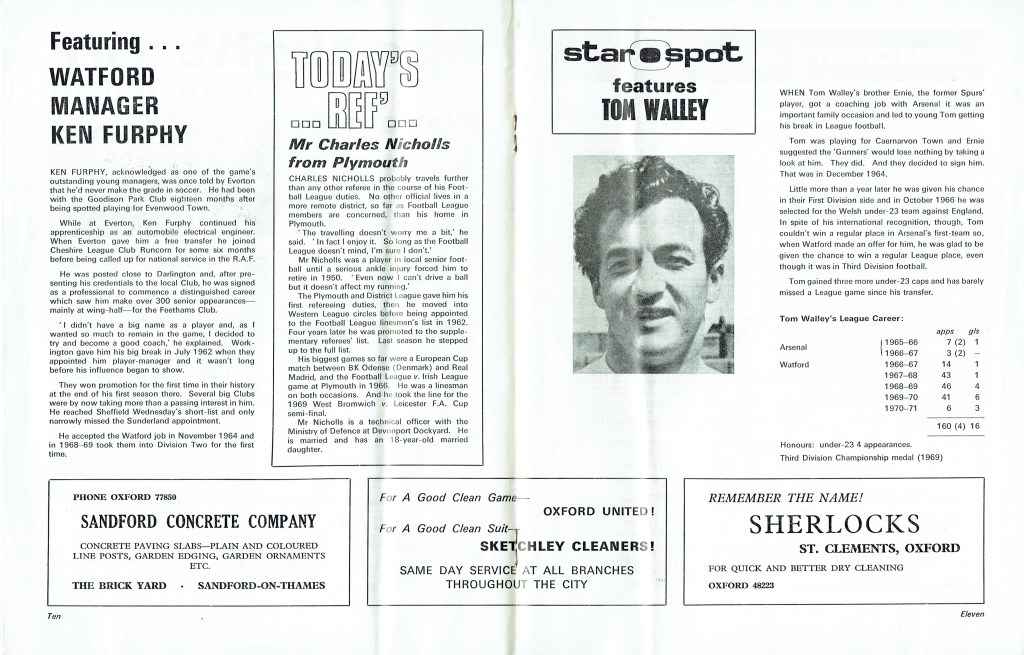 Featuring . . .
WATFORD
MANAGER
KEN FURPHY
KEN FURPHY, acknowledged as one of the game's
outstanding young managers, was once told by Everton
that he'd never make the grade in soccer. He had been
with the Goodison Park Club eighteen months after
being spotted playing for Evenwood Town.
While at Everton, Ken Furphy continued his
apprenticeship as an automobile electrical engineer.
When Everton gave him a free transfer he joined
Cheshire League Club Runcorn for some six months
before being called up for national service in the R.A.F.
He was posted close to Darlington and, after pre-
senting his credentials to the local Club, he was signed
as a professional to commence a distinguished career
which saw him make over 300 senior appearances—
mainly at wing-half—for the Feethams Club.
' I didn't have a big name as a player and, as I
wanted so much to remain in the game, I decided to
try and become a good coach,' he explained. Work-
ington gave him his big break in July 1962 when they
appointed him player-manager and it wasn't long
before his influence began to show.
They won promotion for the first time in their history
at the end of his first season there. Several big Clubs
were by now taking more than a passing interest in him.
He reached Sheffield Wednesday's short-list and only
narrowly missed the Sunderland appointment.
He accepted the Watford job in November 1964 and
in 1968-69 took them into Division Two for the first
time.
TODAY'S
... REF' ...
Mr Charles Nicholls
from Plymouth
CHARLES NICHOLLS probably travels further
than any other referee in the course of his Foot-
ball League duties. No other official lives in a
more remote district, so far as Football League
members are concerned, than his home in
Plymouth.
' The travelling doesn't worry me a bit,' he
said. ' In fact I enjoy it. So long as the Football
League doesn't mind, I'm sure I don't.'
Mr Nicholls was a player in local senior foot-
ball until a serious ankle injury forced him to
retire in 1950. ' Even now I can't drive a ball
but it doesn't affect my running.'
The Plymouth and District League gave him his
first refereeing duties, then he moved into
Western League circles before being appointed
to the Football League linesmen's list in 1962.
Four years later he was promoted to the supple-
mentary referees' list. Last season he stepped
up to the full list.
His biggest games so far were a European Cup
match between BK Odense (Denmark) and Real
Madrid, and the Football League v. Irish League
game at Plymouth in 1966. He was a linesman
on both occasions. And he took the line for the
1969 West Bromwich v. Leicester F.A. Cup
semi-final.
Mr Nicholls is a technical officer with the
Ministry of Defence at Devonport Dockyard. He
is married and has an 18-year-old married
daughter.
star spot
features
TOM WALLEY
WHEN Tom Walley's brother Ernie, the former Spurs'
player, got a coaching job with Arsenal it was an
important family occasion and led to young Tom getting
his break in League football.
Tom was playing for Caernarvon Town and Ernie
suggested the 'Gunners' would lose nothing by taking a
look at him. They did. And they decided to sign him.
That was in December 1964.
Little more than a year later he was given his chance
in their First Division side and in October 1966 he was
selected for the Welsh under-23 team against England.
In spite of his international recognition, though, Tom
couldn't win a regular place in Arsenal's first-team so,
when Watford made an offer for him, he was glad to be
given the chance to win a regular League place, even
though it was in Third Division football.
Tom gained three more under-23 caps and has barely
missed a League game since his transfer.
Tom Walley's League Career:
apps gls
Arsenal 1965-66 7 (2) 1
1966-67 3 (2) –
Watford 1966-67 14 1
1967-68 43 1
1968-69 46 4
1969-70 41 6
1970-71 6 3
160 (4) 16
Honours: under-23 4 appearances.
Third Division Championship medal (1969)
PHONE OXFORD 77850
SANDFORD CONCRETE COMPANY
CONCRETE PAVING SLABS—PLAIN AND COLOURED
LINE POSTS, GARDEN EDGING, GARDEN ORNAMENTS
ETC.
THE BRICK YARD · SANDFORD-ON-THAMES
For A Good Clean Game—
OXFORD UNITED!
For A Good Clean Suit—
SKETCHLEY CLEANERS!
SAME DAY SERVICE AT ALL BRANCHES
THROUGHOUT THE CITY
REMEMBER THE NAME!
SHERLOCKS
ST. CLEMENTS, OXFORD
FOR QUICK AND BETTER DRY CLEANING
OXFORD 48223
Ten
Eleven